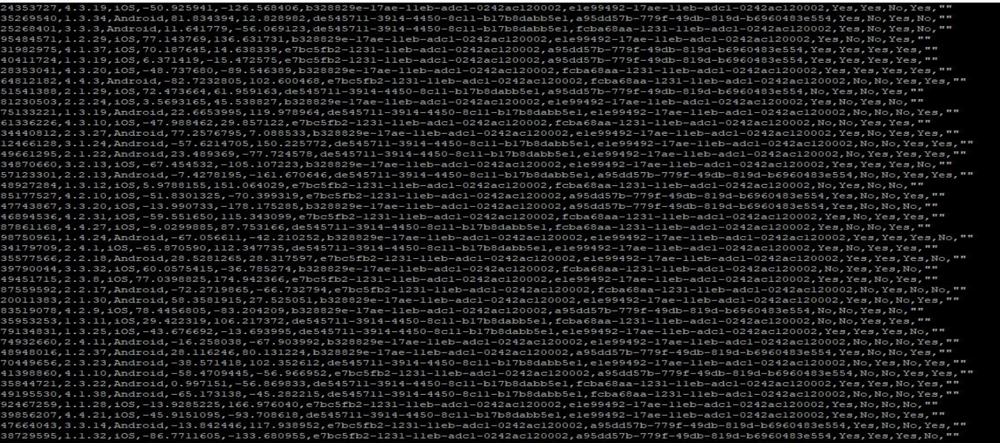 24353727,4.3.19,iOS,-50.925941,-126.568406,b328829e-17ae-11eb-adc1-0242ac120002,e1e99492-17ae-11eb-adc1-0242ac120002,Yes,Yes,No,Yes,""
35269540,1.3.34,Android,81.834394,12.828982,de545711-3914-4450-8c11-b17b8dabb5e1,a95dd57b-779f-49db-819d-b6960483e554,Yes,No,Yes,No,""
25268401,3.3.3,Android,11.641779,-56.069123,de545711-3914-4450-8c11-b17b8dabb5e1,fcba68aa-1231-11eb-adc1-0242ac120002,Yes,No,Yes,No,""
95484571,1.2.29,iOS,77.143769,136.631731,b328829e-17ae-11eb-adc1-0242ac120002,e1e99492-17ae-11eb-adc1-0242ac120002,Yes,No,No,Yes,""
31982975,4.1.37,iOS,70.187645,14.638339,e7bc5fb2-1231-11eb-adc1-0242ac120002,a95dd57b-779f-49db-819d-b6960483e554,Yes,Yes,Yes,Yes,""
40411724,1.3.19,iOS,6.371419,-15.472575,e7bc5fb2-1231-11eb-adc1-0242ac120002,a95dd57b-779f-49db-819d-b6960483e554,Yes,Yes,Yes,Yes,""
28353041,4.3.20,iOS,-48.737680,-89.546389,b328829e-17ae-11eb-adc1-0242ac120002,fcba68aa-1231-11eb-adc1-0242ac120002,Yes,Yes,Yes,Yes,""
64812182,4.4.3,Android,-82.7232805,102.600468,e7bc5fb2-1231-11eb-adc1-0242ac120002,fcba68aa-1231-11eb-adc1-0242ac120002,No,No,Yes,Yes,""
51541388,2.1.29,iOS,72.473664,61.959163,de545711-3914-4450-8c11-b17b8dabb5e1,a95dd57b-779f-49db-819d-b6960483e554,No,Yes,No,Yes,""
81230503,2.2.24,iOS,3.5693165,45.538827,b328829e-17ae-11eb-adc1-0242ac120002,e1e99492-17ae-11eb-adc1-0242ac120002,Yes,No,Yes,No,""
75133221,1.3.19,Android,22.6653995,119.978964,de545711-3914-4450-8c11-b17b8dabb5e1,e1e99492-17ae-11eb-adc1-0242ac120002,No,No,No,Yes,""
61336226,4.3.10,iOS,-47.988462,29.857122,e7bc5fb2-1231-11eb-adc1-0242ac120002,fcba68aa-1231-11eb-adc1-0242ac120002,No,No,Yes,No,""
34440812,2.3.27,Android,77.2576795,7.088533,b328829e-17ae-11eb-adc1-0242ac120002,e1e99492-17ae-11eb-adc1-0242ac120002,Yes,No,Yes,Yes,""
12466128,3.1.24,Android,-57.6214705,150.225772,de545711-3914-4450-8c11-b17b8dabb5e1,e1e99492-17ae-11eb-adc1-0242ac120002,No,No,Yes,Yes,""
49661295,2.1.22,Android,23.489369,-77.724578,de545711-3914-4450-8c11-b17b8dabb5e1,e1e99492-17ae-11eb-adc1-0242ac120002,No,Yes,Yes,Yes,""
34870660,3.2.13,iOS,-67.454532,-105.107223,b328829e-17ae-11eb-adc1-0242ac120002,e1e99492-17ae-11eb-adc1-0242ac120002,Yes,Yes,Yes,No,""
57123301,2.2.13,Android,-7.4278195,-161.670646,de545711-3914-4450-8c11-b17b8dabb5e1,a95dd57b-779f-49db-819d-b6960483e554,No,No,Yes,Yes,""
48927284,1.3.12,iOS,5.9788155,151.064029,e7bc5fb2-1231-11eb-adc1-0242ac120002,fcba68aa-1231-11eb-adc1-0242ac120002,No,Yes,No,No,""
85177527,4.2.10,iOS,-51.8301325,-70.399319,e7bc5fb2-1231-11eb-adc1-0242ac120002,a95dd57b-779f-49db-819d-b6960483e554,Yes,No,No,Yes,""
47743867,3.3.20,iOS,-13.990733,-178.175285,b328829e-17ae-11eb-adc1-0242ac120002,a95dd57b-779f-49db-819d-b6960483e554,Yes,No,No,No,""
46894536,4.2.31,iOS,-59.551650,115.343099,e7bc5fb2-1231-11eb-adc1-0242ac120002,fcba68aa-1231-11eb-adc1-0242ac120002,Yes,No,Yes,Yes,""
87861168,4.4.27,iOS,-9.0299885,87.753166,de545711-3914-4450-8c11-b17b8dabb5e1,fcba68aa-1231-11eb-adc1-0242ac120002,No,No,Yes,Yes,""
98750961,1.4.24,Android,-67.056611,-42.210252,b328829e-17ae-11eb-adc1-0242ac120002,e1e99492-17ae-11eb-adc1-0242ac120002,Yes,Yes,Yes,No,""
34179709,2.4.1,iOS,-65.870590,112.347735,de545711-3914-4450-8c11-b17b8dabb5e1,e1e99492-17ae-11eb-adc1-0242ac120002,Yes,No,Yes,Yes,""
35577566,2.2.18,Android,28.5281265,28.317597,e7bc5fb2-1231-11eb-adc1-0242ac120002,e1e99492-17ae-11eb-adc1-0242ac120002,Yes,Yes,Yes,No,""
39790044,3.3.32,iOS,60.0575415,-36.785274,b328829e-17ae-11eb-adc1-0242ac120002,fcba68aa-1231-11eb-adc1-0242ac120002,No,Yes,Yes,No,""
49451715,2.3.8,iOS,77.0398825,174.942366,e7bc5fb2-1231-11eb-adc1-0242ac120002,e1e99492-17ae-11eb-adc1-0242ac120002,No,Yes,Yes,No,""
87559592,2.2.17,Android,-72.2719865,-66.732794,e7bc5fb2-1231-11eb-adc1-0242ac120002,fcba68aa-1231-11eb-adc1-0242ac120002,No,Yes,No,No,""
20011383,2.1.30,Android,58.3581915,27.525051,b328829e-17ae-11eb-adc1-0242ac120002,e1e99492-17ae-11eb-adc1-0242ac120002,Yes,No,No,Yes,""
83519078,4.2.9,iOS,78.4456805,-83.204209,b328829e-17ae-11eb-adc1-0242ac120002,a95dd57b-779f-49db-819d-b6960483e554,No,No,Yes,No,""
35953253,1.3.11,iOS,29.422319,106.217372,de545711-3914-4450-8c11-b17b8dabb5e1,fcba68aa-1231-11eb-adc1-0242ac120002,No,No,Yes,Yes,""
79134831,1.3.25,iOS,-43.676692,-13.693995,de545711-3914-4450-8c11-b17b8dabb5e1,e1e99492-17ae-11eb-adc1-0242ac120002,Yes,Yes,Yes,No,""
74932660,2.4.11,Android,-16.258038,-67.903992,b328829e-17ae-11eb-adc1-0242ac120002,e1e99492-17ae-11eb-adc1-0242ac120002,No,No,No,Yes,""
48948016,1.2.37,Android,28.116246,80.131224,b328829e-17ae-11eb-adc1-0242ac120002,a95dd57b-779f-49db-819d-b6960483e554,Yes,No,Yes,Yes,""
70449656,2.3.23,Android,-38.571418,102.352612,de545711-3914-4450-8c11-b17b8dabb5e1,e1e99492-17ae-11eb-adc1-0242ac120002,No,Yes,No,Yes,""
41398860,4.1.10,Android,-58.4709445,-56.966952,e7bc5fb2-1231-11eb-adc1-0242ac120002,a95dd57b-779f-49db-819d-b6960483e554,No,No,Yes,Yes,""
35844721,2.3.22,Android,0.997151,-56.869833,de545711-3914-4450-8c11-b17b8dabb5e1,fcba68aa-1231-11eb-adc1-0242ac120002,Yes,No,Yes,Yes,""
49195530,4.1.38,Android,-65.173138,-45.282215,de545711-3914-4450-8c11-b17b8dabb5e1,fcba68aa-1231-11eb-adc1-0242ac120002,No,No,No,Yes,""
92467259,1.1.28,iOS,-13.9285225,166.976040,e7bc5fb2-1231-11eb-adc1-0242ac120002,fcba68aa-1231-11eb-adc1-0242ac120002,Yes,No,No,No,""
39856207,4.4.21,iOS,-45.9151095,-93.708618,de545711-3914-4450-8c11-b17b8dabb5e1,e1e99492-17ae-11eb-adc1-0242ac120002,Yes,No,No,Yes,""
47664043,3.3.14,Android,-13.842446,117.938952,e7bc5fb2-1231-11eb-adc1-0242ac120002,a95dd57b-779f-49db-819d-b6960483e554,Yes,No,No,Yes,""
38729595,1.1.32,iOS,-86.7711605,-133.680955,e7bc5fb2-1231-11eb-adc1-0242ac120002,e1e99492-17ae-11eb-adc1-0242ac120002,Yes,Yes,Yes,No,""